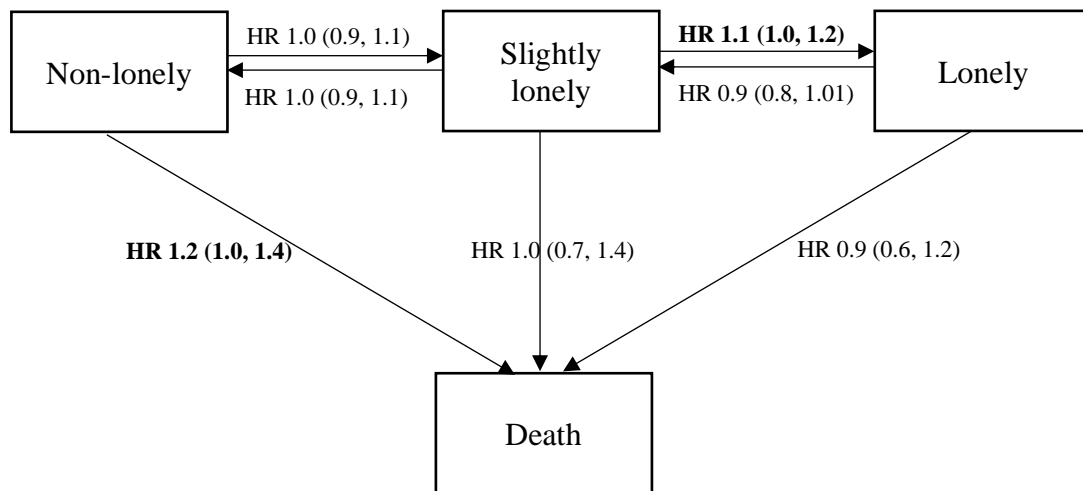 HR 1.0 (0.9, 1.1)
HR 1.1 (1.0, 1.2)
Non-lonely
Slightly
lonely
Lonely
HR 1.0 (0.9, 1.1)
HR 0.9 (0.8, 1.01)
HR 1.2 (1.0, 1.4)
HR 1.0 (0.7, 1.4)
HR 0.9 (0.6, 1.2)
Death